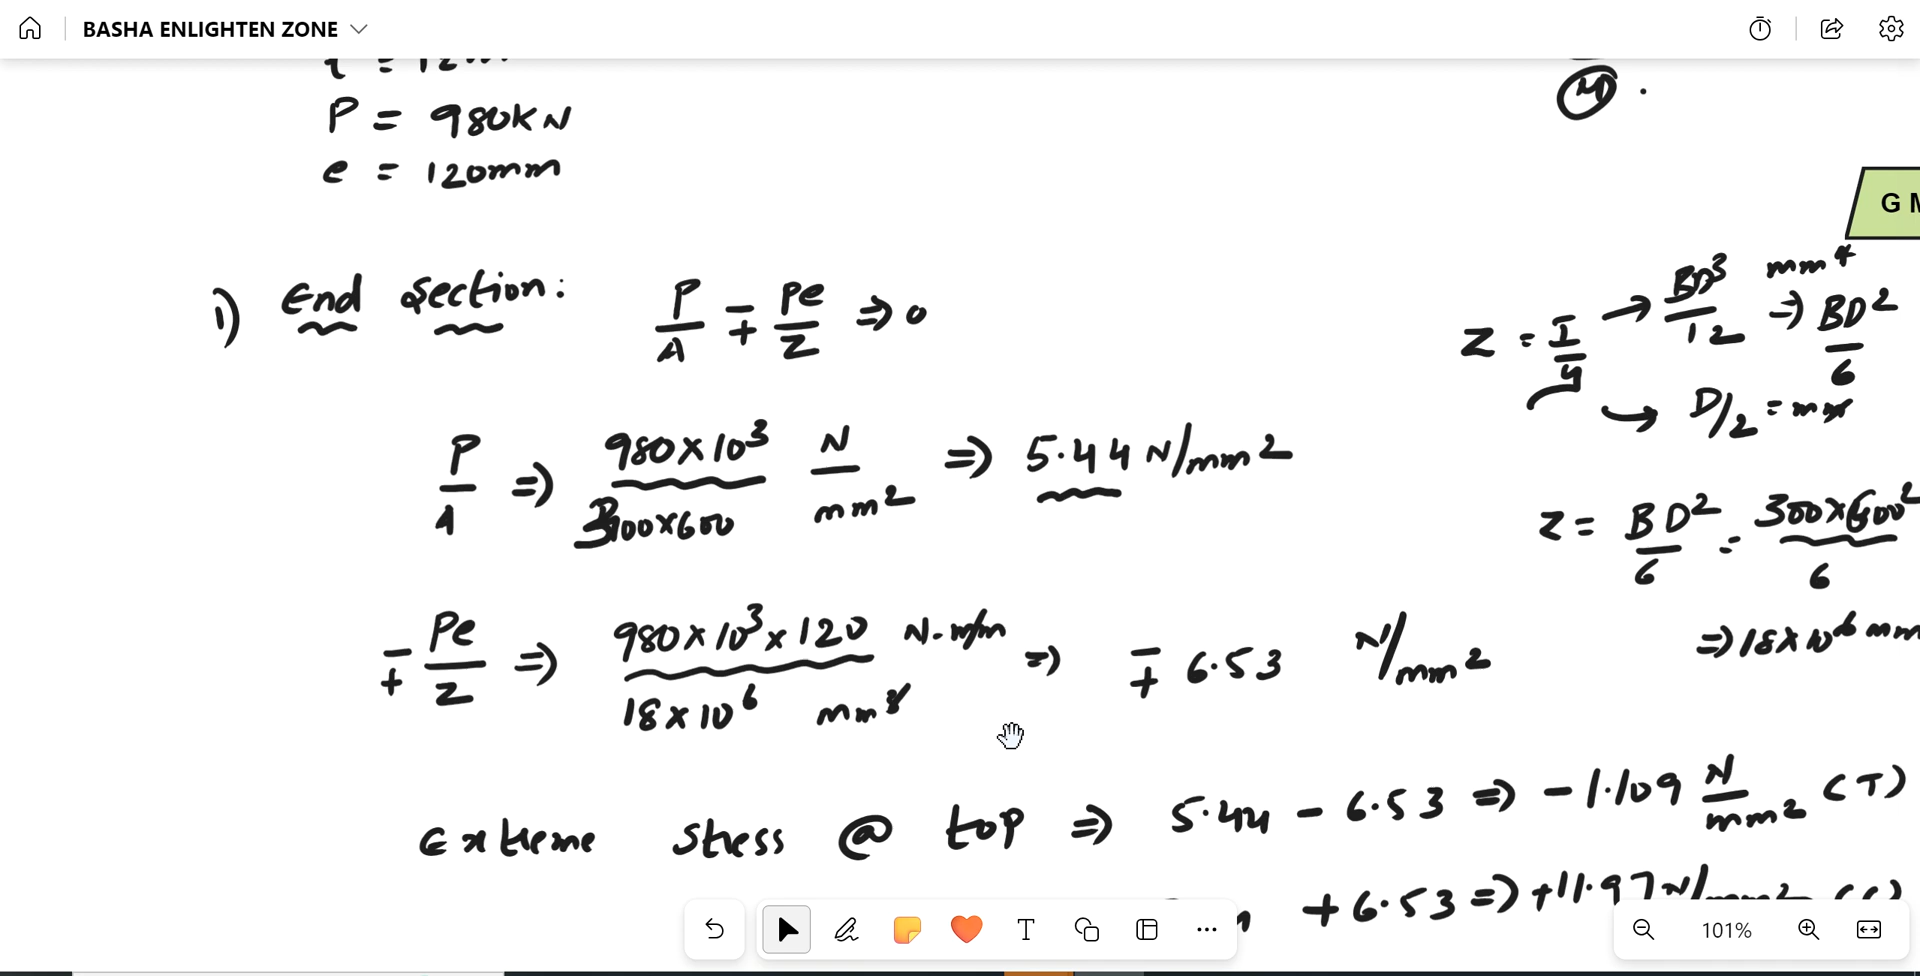 BASHA ENLIGHTEN ZONE
P = 980KN
M .
e = 120mm
G M
1) End Section: P/A ∓ Pe/Z => 0
Z = I/y → BD³/12 mm⁴ => BD²/6
→ D/2 = mm
P/A => 980×10³/300×600 N/mm² => 5.44 N/mm²
Z = BD²/6 = 300×600²/6
=> 18×10⁶ mm
∓ Pe/Z => 980×10³×120/18×10⁶ N-mm/mm³ => ∓ 6.53 N/mm²
Extreme stress @ top => 5.44 - 6.53 => -1.109 N/mm² (T)
+ 6.53 => +11.97 N/mm² (C)
T
101%